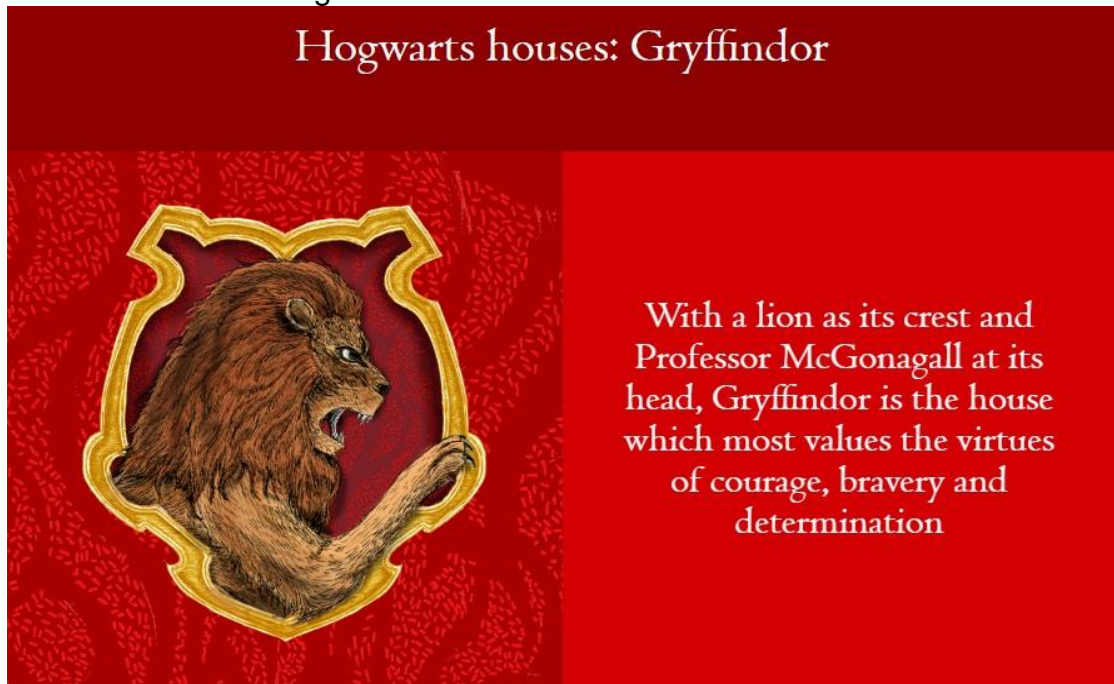 Hogwarts houses: Gryffindor
With a lion as its crest and
Professor McGonagall at its
head, Gryffindor is the house
which most values the virtues
of courage, bravery and
determination